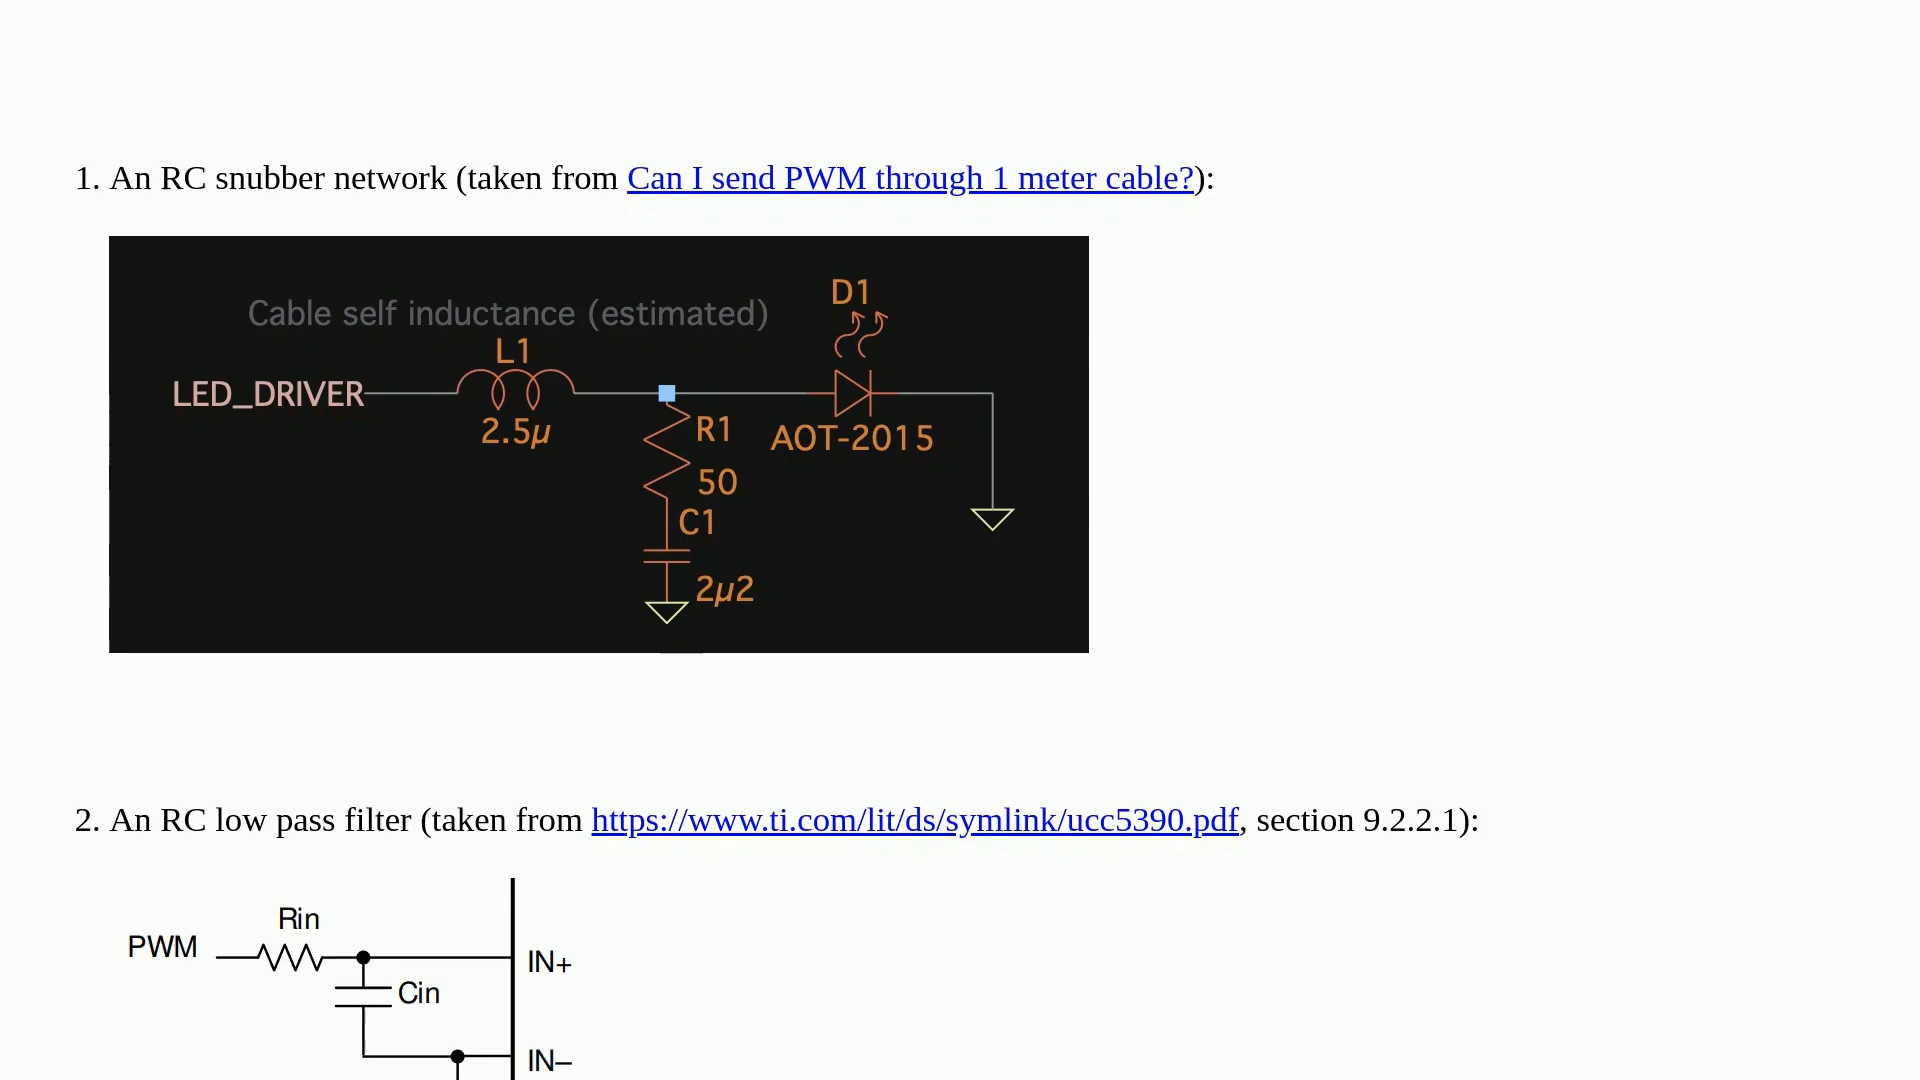 1. An RC snubber network (taken from Can I send PWM through 1 meter cable?):
Cable self inductance (estimated)
D1
L1
LED_DRIVER
2.5µ
R1
AOT-2015
50
C1
2µ2
2. An RC low pass filter (taken from https://www.ti.com/lit/ds/symlink/ucc5390.pdf, section 9.2.2.1):
Rin
PWM
IN+
Cin
IN–